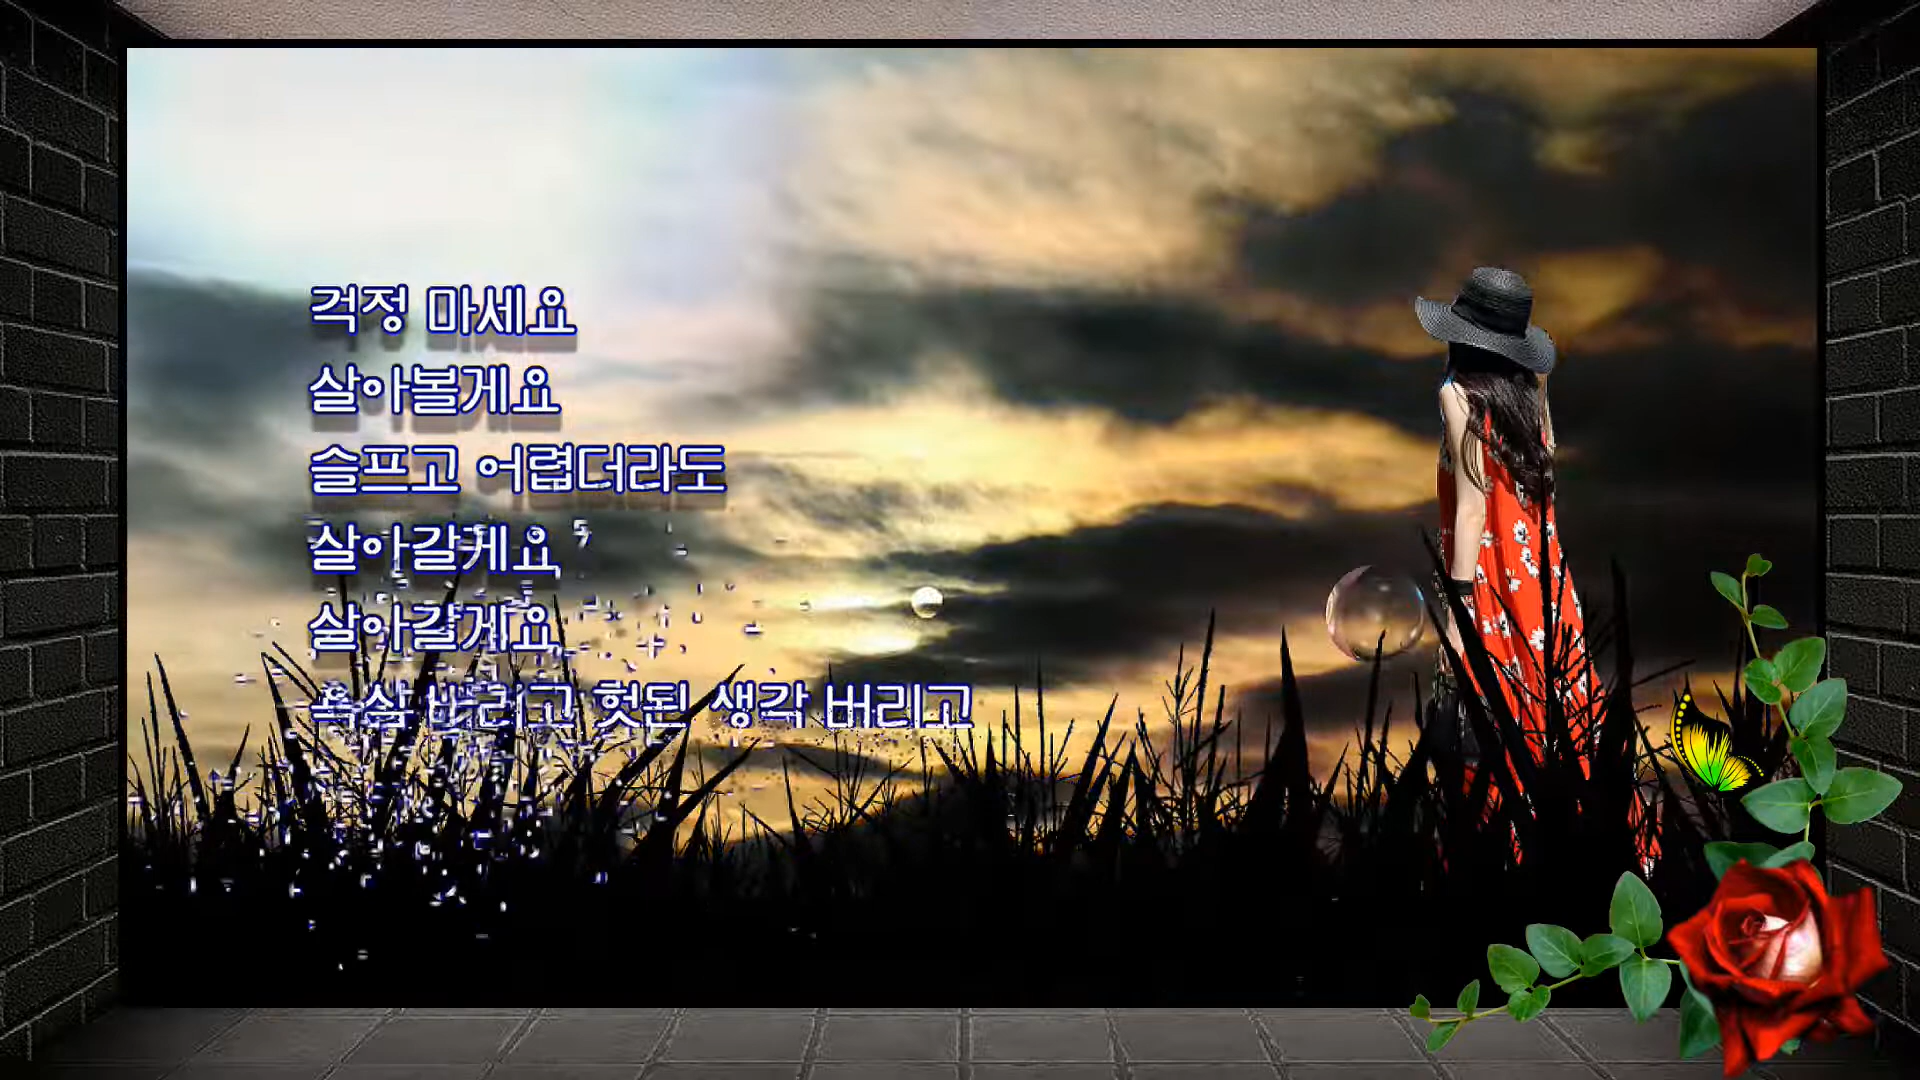 걱정 마세요
살아볼게요
슬프고 어렵더라도
살아갈게요
살아갈게요
욕심 버리고 헛된 생각 버리고